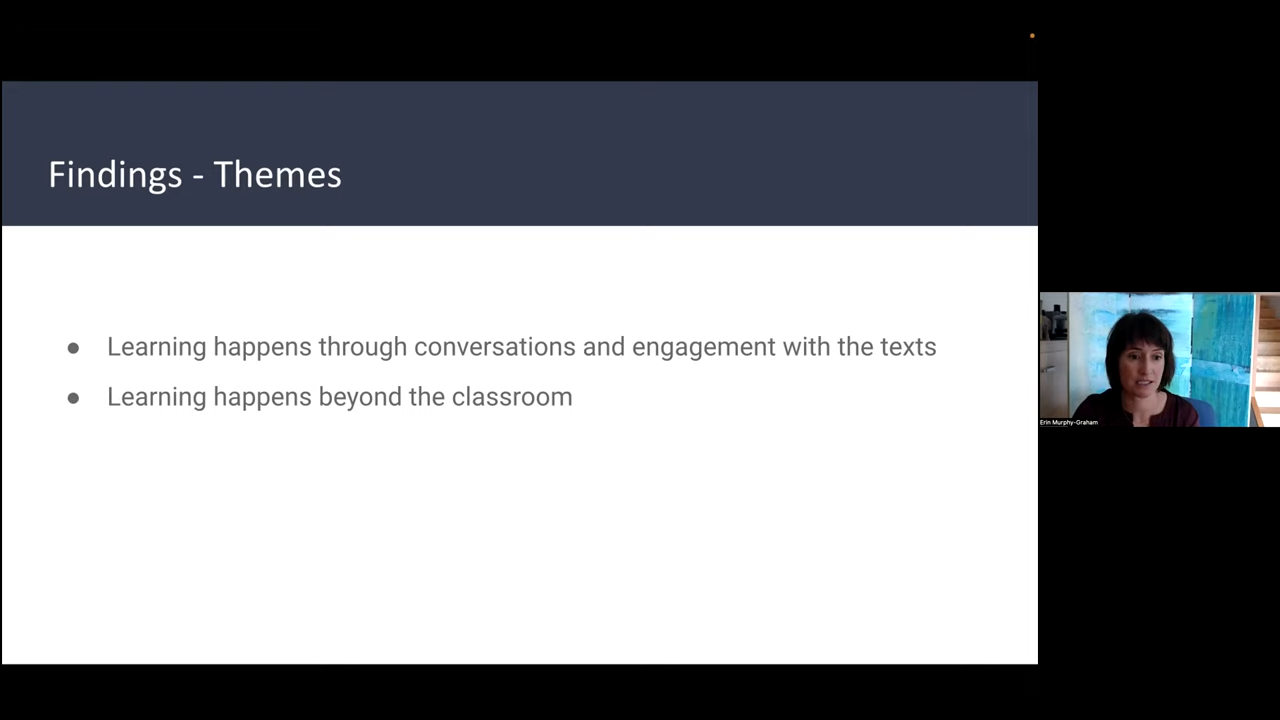 Findings - Themes
● Learning happens through conversations and engagement with the texts
● Learning happens beyond the classroom
Erin Murphy-Graham